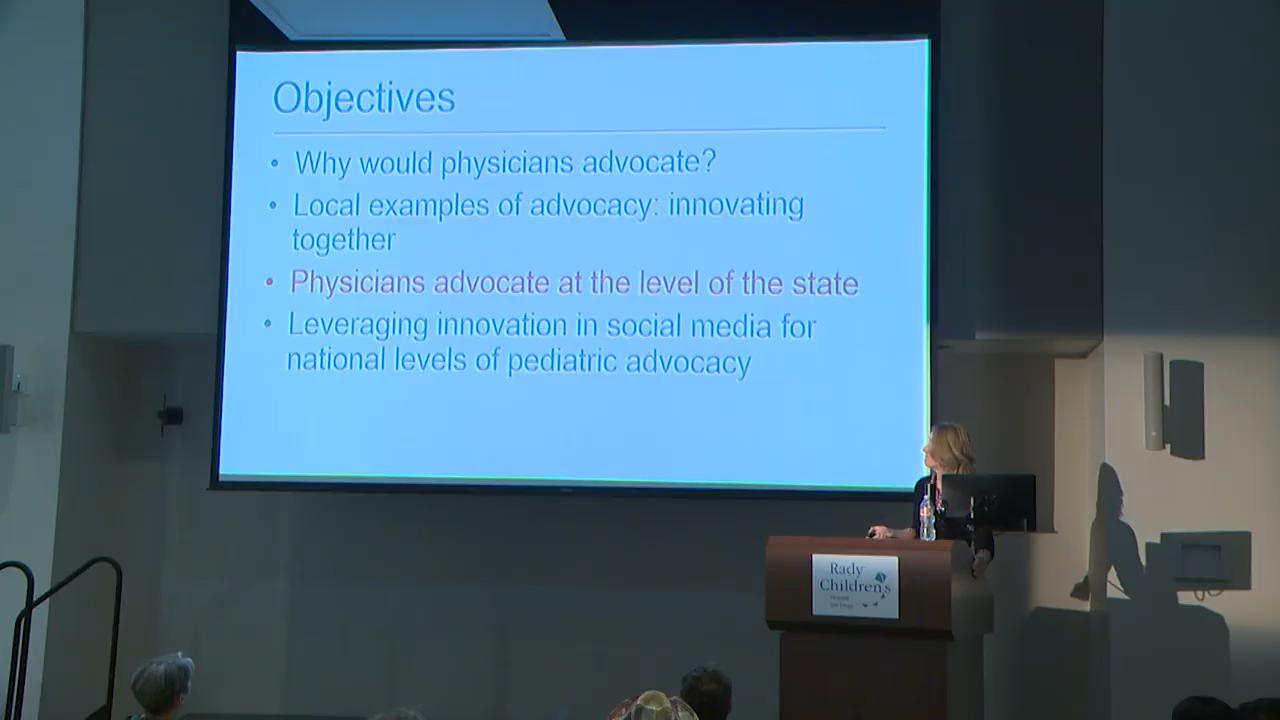 Objectives
• Why would physicians advocate?
• Local examples of advocacy: innovating
together
• Physicians advocate at the level of the state
• Leveraging innovation in social media for
national levels of pediatric advocacy
Rady
Children's
Hospital
San Diego